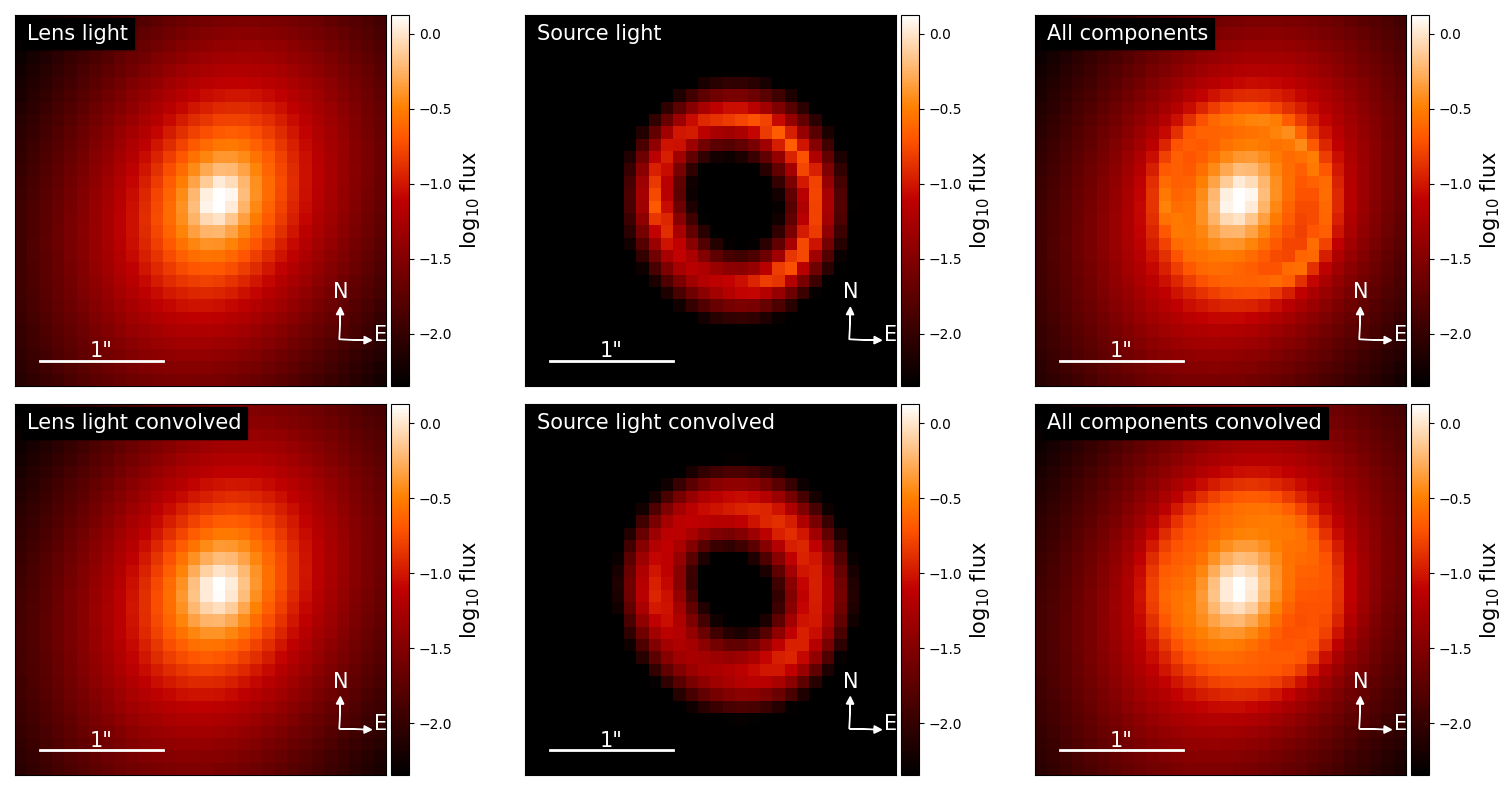 Lens light
0.0
−0.5
−1.0
−1.5
−2.0
log₁₀ flux
N
E
1"
Source light
0.0
−0.5
−1.0
−1.5
−2.0
log₁₀ flux
N
E
1"
All components
0.0
−0.5
−1.0
−1.5
−2.0
log₁₀ flux
N
E
1"
Lens light convolved
0.0
−0.5
−1.0
−1.5
−2.0
log₁₀ flux
N
E
1"
Source light convolved
0.0
−0.5
−1.0
−1.5
−2.0
log₁₀ flux
N
E
1"
All components convolved
0.0
−0.5
−1.0
−1.5
−2.0
log₁₀ flux
N
E
1"